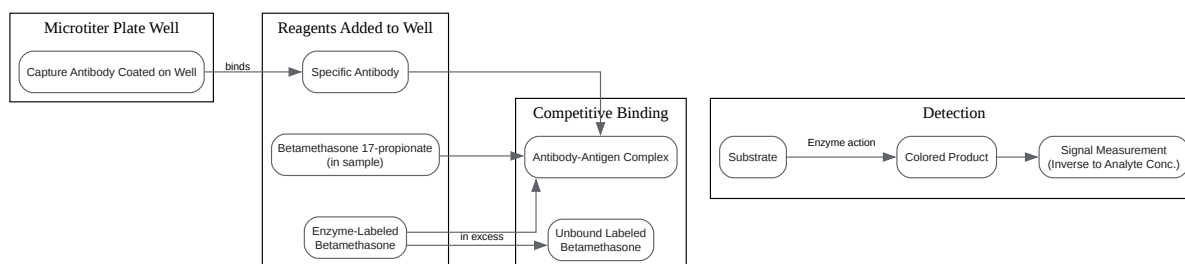 Microtiter Plate Well
Capture Antibody Coated on Well
binds
Reagents Added to Well
Specific Antibody
Betamethasone 17-propionate
(in sample)
Enzyme-Labeled
Betamethasone
in excess
Competitive Binding
Antibody-Antigen Complex
Unbound Labeled
Betamethasone
Detection
Substrate
Enzyme action
Colored Product
Signal Measurement
(Inverse to Analyte Conc.)